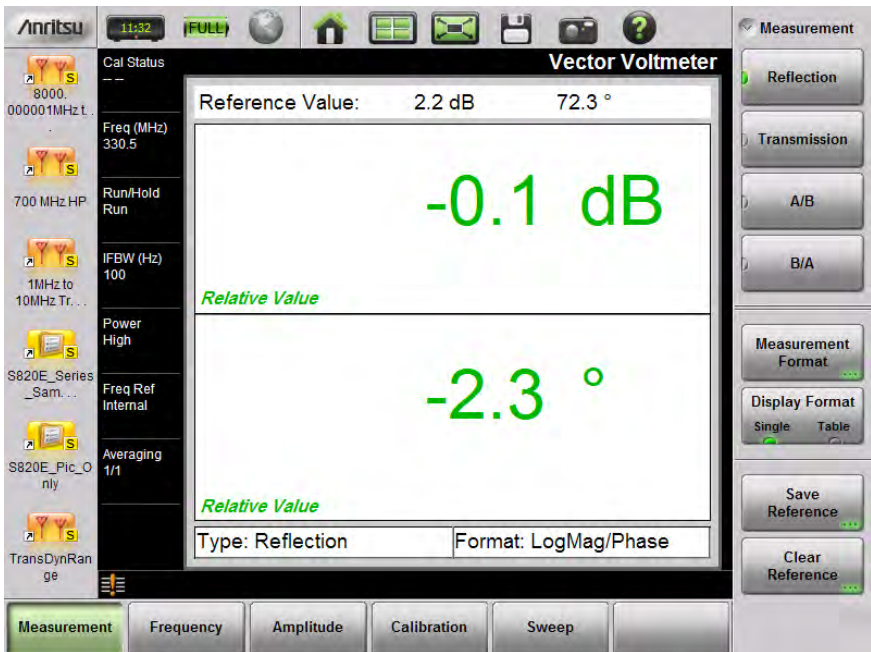 Anritsu
11:32
FULL
?
Measurement
Cal Status
-- --
Vector Voltmeter
S
8000.
000001MHz t. .
.
Reference Value: 2.2 dB 72.3 °
Reflection
Freq (MHz)
330.5
Transmission
S
700 MHz HP
Run/Hold
Run
-0.1 dB
A/B
IFBW (Hz)
100
S
1MHz to
10MHz Tr. . .
B/A
Relative Value
Power
High
Measurement
Format
...
S
S820E_Series
_Sam. . .
Freq Ref
Internal
-2.3 °
Display Format
Single Table
Averaging
1/1
S
S820E_Pic_O
nly
Save
Reference
...
Relative Value
S
TransDynRan
ge
Type: Reflection Format: LogMag/Phase
Clear
Reference
...
Measurement Frequency Amplitude Calibration Sweep